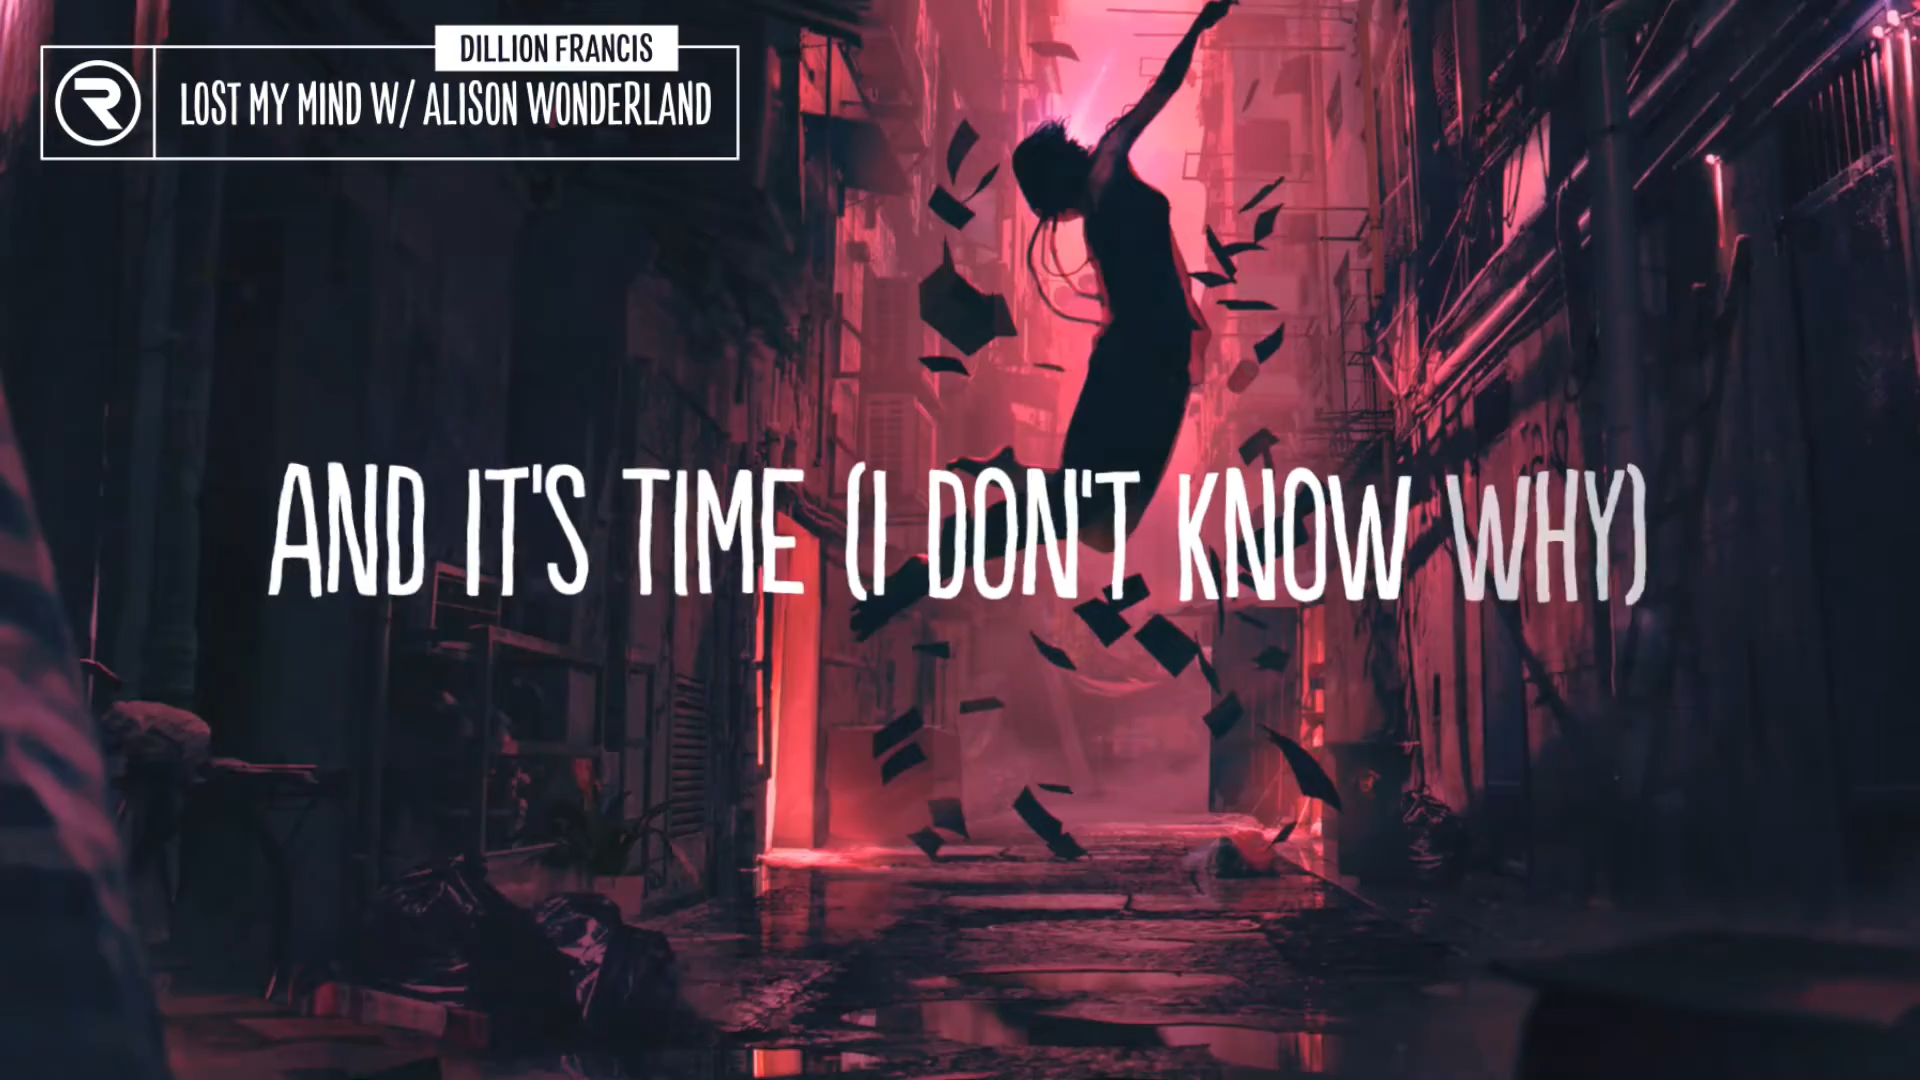 DILLION FRANCIS
LOST MY MIND W/ ALISON WONDERLAND
AND IT'S TIME (I DON'T KNOW WHY)